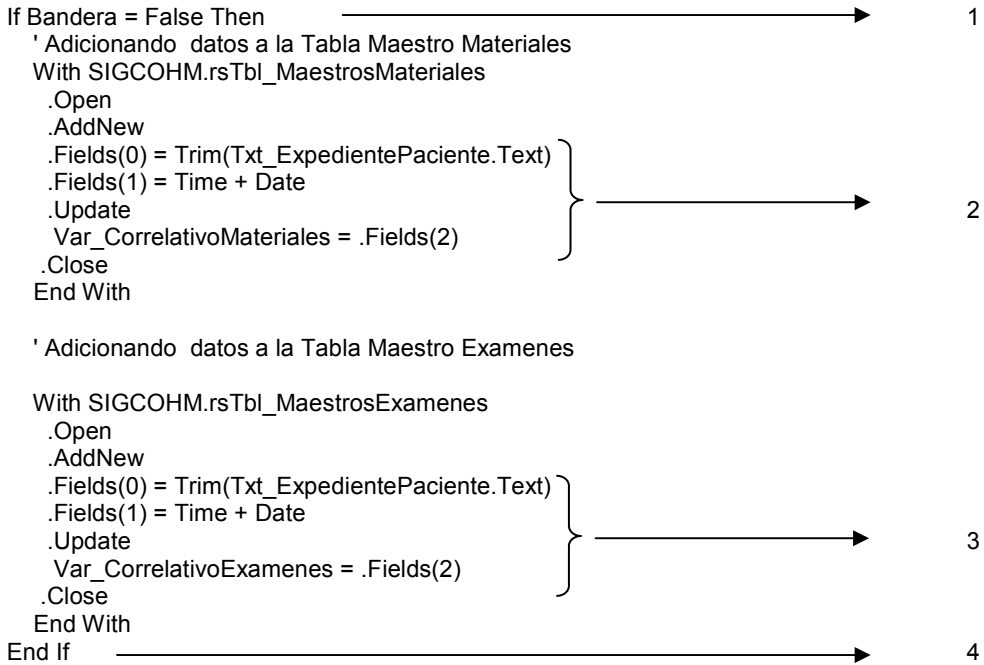 If Bandera = False Then 1
' Adicionando datos a la Tabla Maestro Materiales
With SIGCOHM.rsTbl_MaestrosMateriales
.Open
.AddNew
.Fields(0) = Trim(Txt_ExpedientePaciente.Text)
.Fields(1) = Time + Date
.Update 2
Var_CorrelativoMateriales = .Fields(2)
.Close
End With
' Adicionando datos a la Tabla Maestro Examenes
With SIGCOHM.rsTbl_MaestrosExamenes
.Open
.AddNew
.Fields(0) = Trim(Txt_ExpedientePaciente.Text)
.Fields(1) = Time + Date
.Update 3
Var_CorrelativoExamenes = .Fields(2)
.Close
End With
End If 4